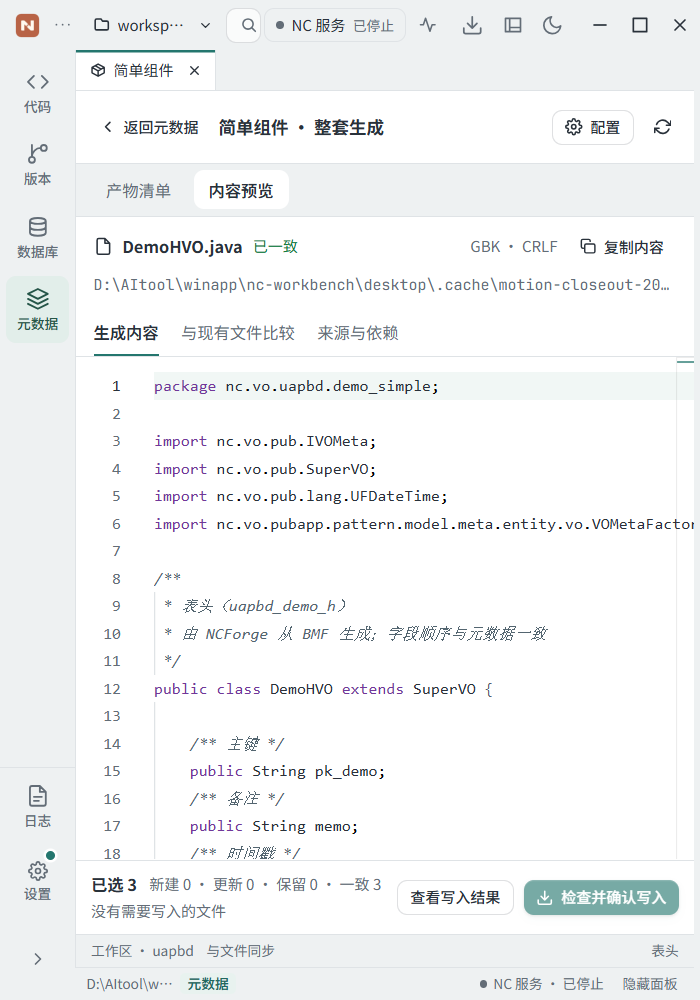 N ··· worksp··· NC 服务 已停止
简单组件
代码
版本
数据库
元数据
返回元数据 简单组件 • 整套生成 配置
产物清单 内容预览
DemoHVO.java 已一致 GBK • CRLF 复制内容
D:\AItool\winapp\nc-workbench\desktop\.cache\motion-closeout-20…
生成内容 与现有文件比较 来源与依赖
1 package nc.vo.uapbd.demo_simple;
2
3 import nc.vo.pub.IVOMeta;
4 import nc.vo.pub.SuperVO;
5 import nc.vo.pub.lang.UFDateTime;
6 import nc.vo.pubapp.pattern.model.meta.entity.vo.VOMetaFactor
7
8 /**
9 * 表头（uapbd_demo_h）
10 * 由 NCForge 从 BMF 生成；字段顺序与元数据一致
11 */
12 public class DemoHVO extends SuperVO {
13
14 /** 主键 */
15 public String pk_demo;
16 /** 备注 */
17 public String memo;
18 /** 时间戳 */
日志
设置
已选 3 新建 0 • 更新 0 • 保留 0 • 一致 3
没有需要写入的文件
查看写入结果 检查并确认写入
工作区 • uapbd 与文件同步 表头
D:\AItool\w··· 元数据 NC 服务 • 已停止 隐藏面板